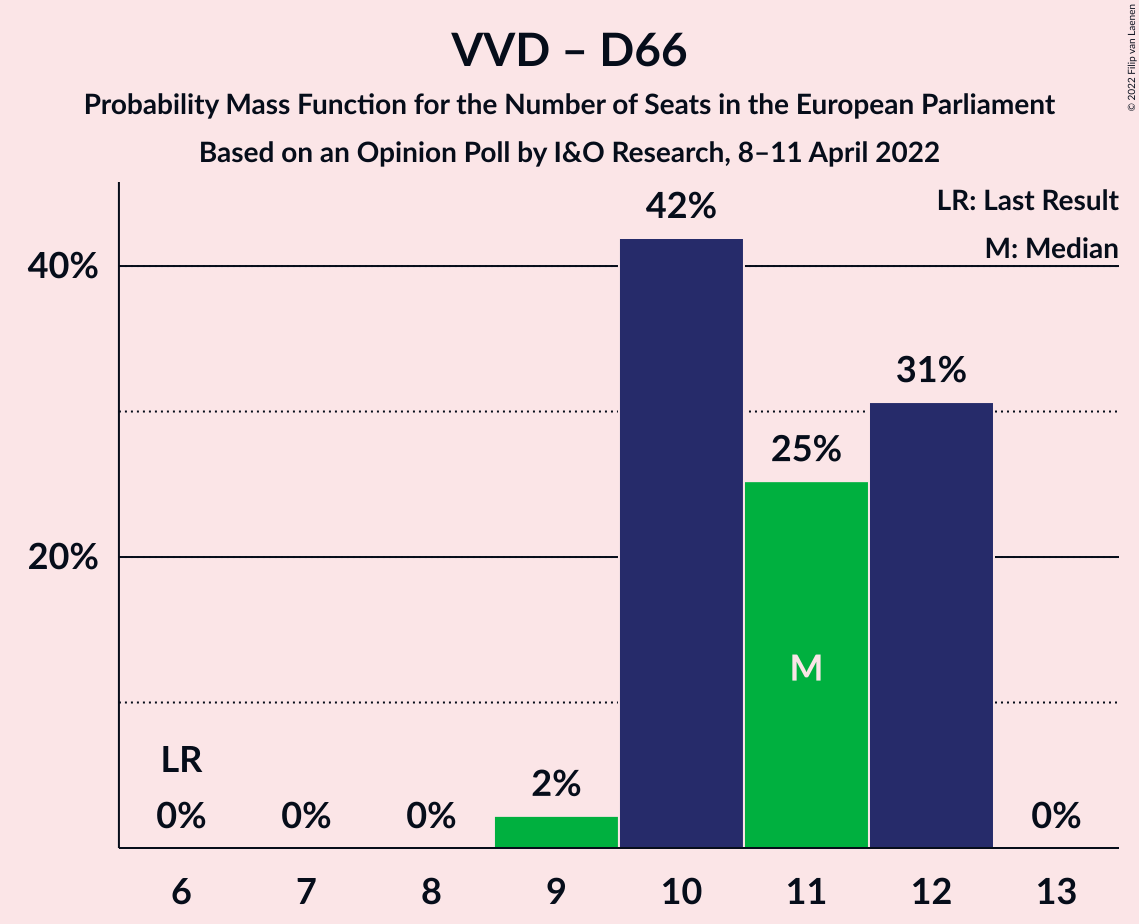 VVD – D66
Probability Mass Function for the Number of Seats in the European Parliament
Based on an Opinion Poll by I&O Research, 8–11 April 2022
© 2022 Filip van Laenen
LR: Last Result
M: Median
40%
20%
LR
0%
0%
0%
2%
42%
25%
31%
0%
M
6
7
8
9
10
11
12
13